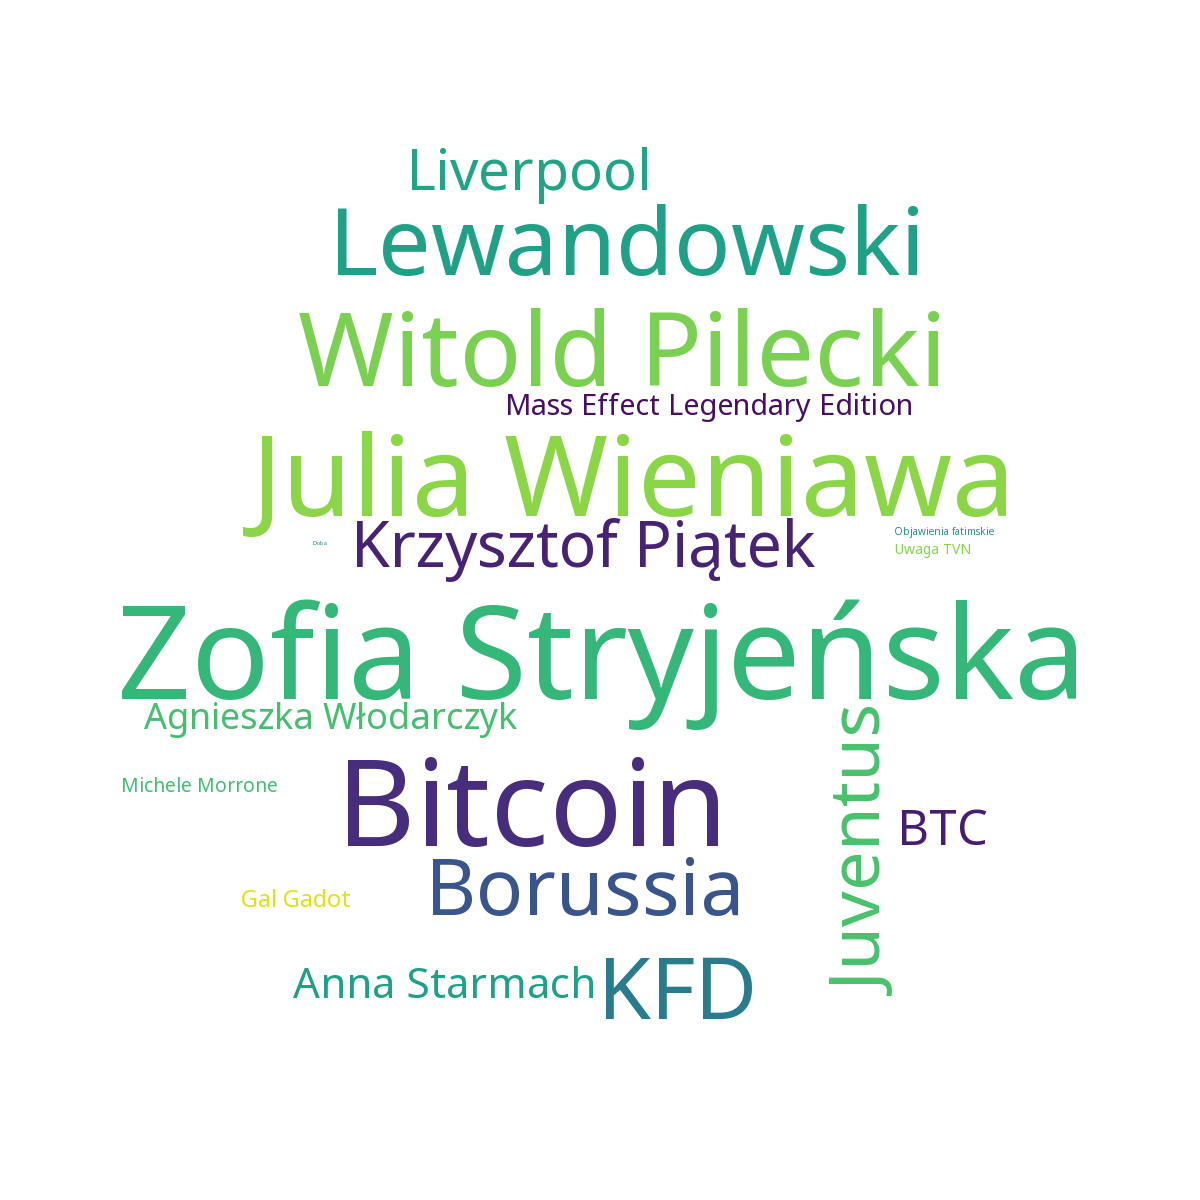 Liverpool
Lewandowski
Witold Pilecki
Mass Effect Legendary Edition
Julia Wieniawa
Krzysztof Piątek
Objawienia fatimskie
Uwaga TVN
Doba
Zofia Stryjeńska
Agnieszka Włodarczyk
Juventus
Michele Morrone
Bitcoin
BTC
Borussia
Gal Gadot
Anna Starmach
KFD